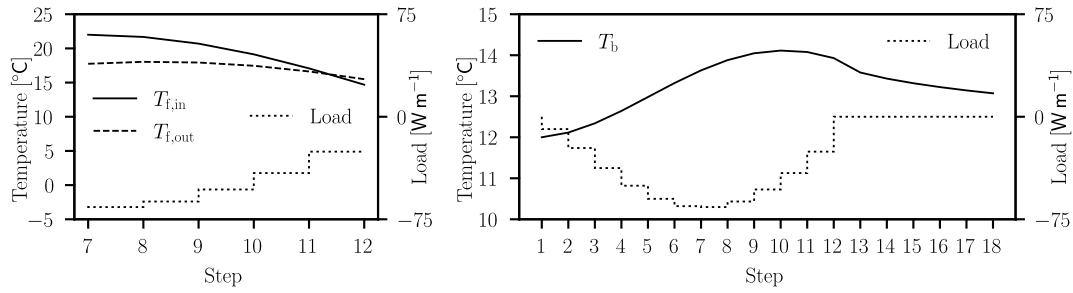 25
20
15
10
5
0
−5
Temperature [°C]
75
0
−75
Load [W m⁻¹]
T_f,in
T_f,out
Load
7 8 9 10 11 12
Step
15
14
13
12
11
10
Temperature [°C]
75
0
−75
Load [W m⁻¹]
T_b
Load
1 2 3 4 5 6 7 8 9 10 11 12 13 14 15 16 17 18
Step